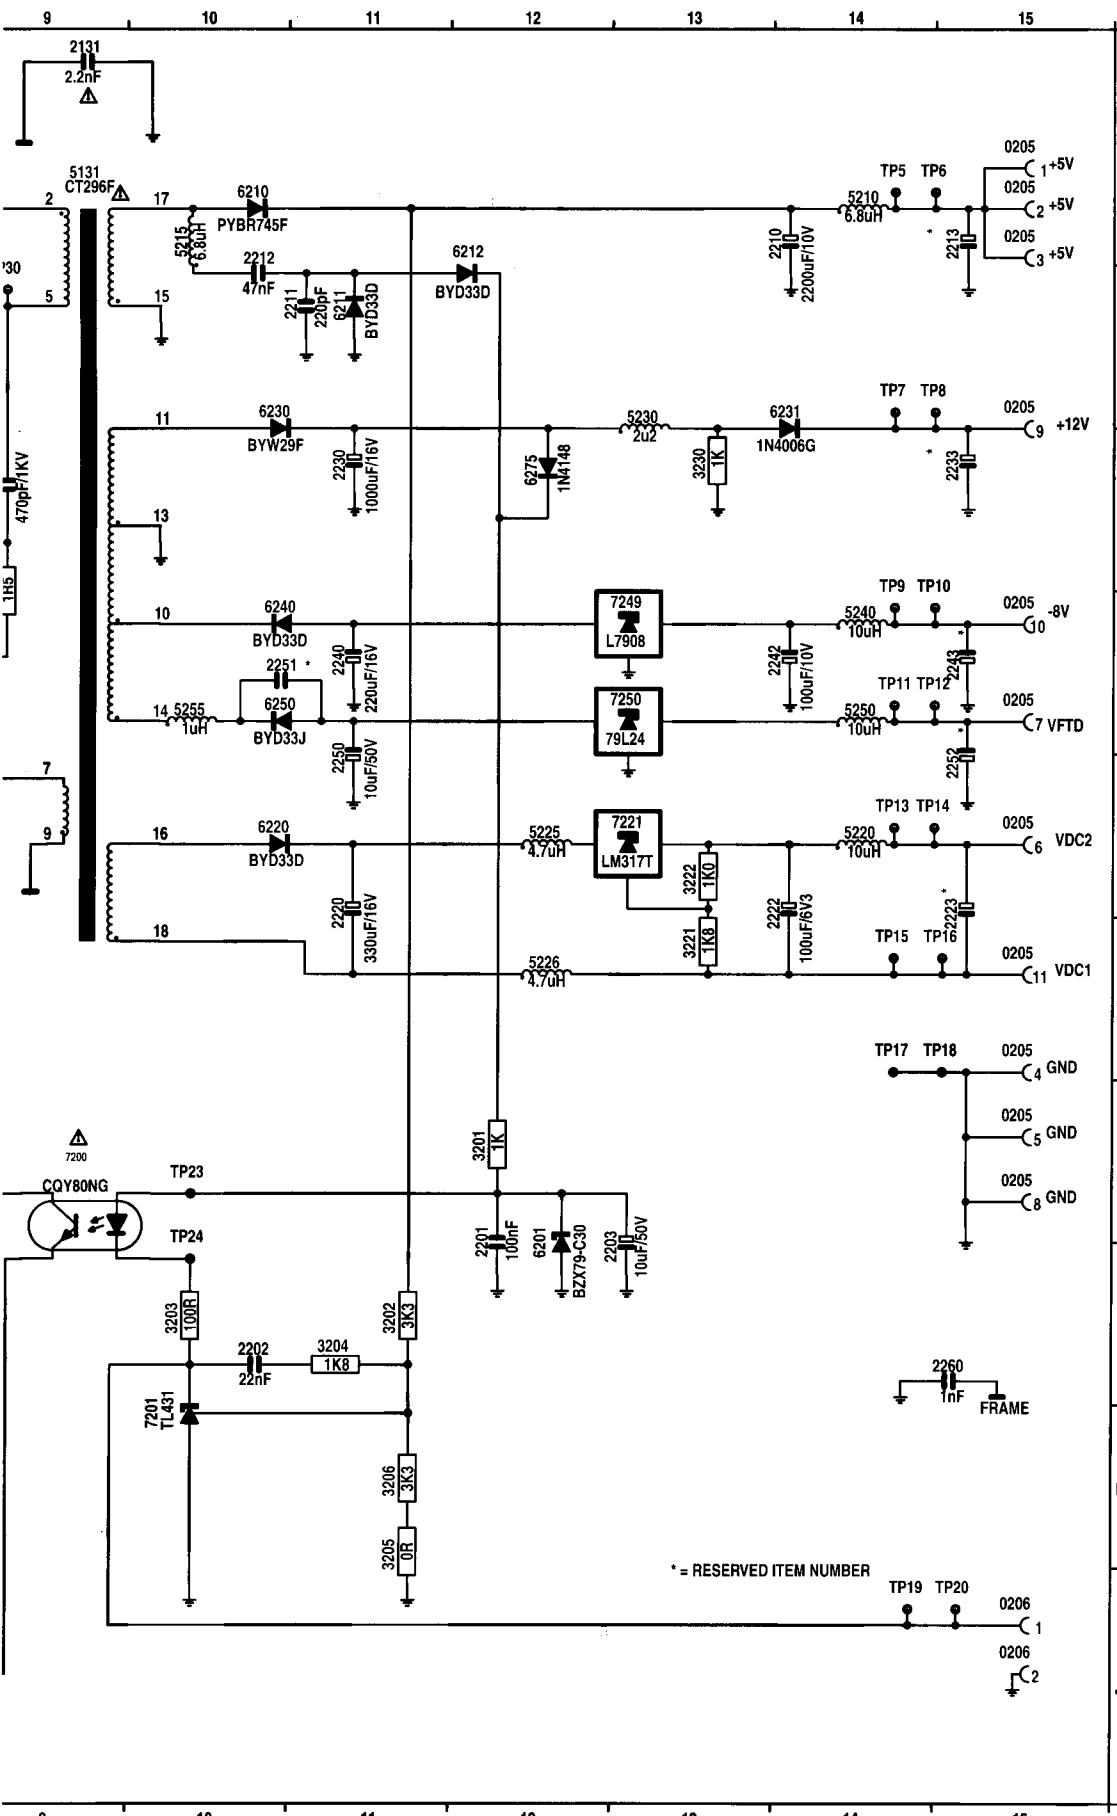 9 10 11 12 13 14 15
2131
2.2nF
5131
CT296F
2 17
5 15
6210
PYBR745F
5215
6.8uH
2212
47nF
2211
220pF
6211
BYD33D
6212
BYD33D
2210
2200uF/10V
5210
6.8uH
TP5 TP6
*
2213
0205
1 +5V
0205
2 +5V
0205
3 +5V
470pF/1KV
1R5
11
6230
BYW29F
2230
1000uF/16V
6275
1N4148
5230
2u2
3230
1K
6231
1N4006G
TP7 TP8
*
2233
0205
9 +12V
13
10
6240
BYD33D
2240
220uF/16V
7249
L7908
2242
100uF/10V
5240
10uH
TP9 TP10
*
2243
0205
10 -8V
2251 *
14
5255
1uH
6250
BYD33J
2250
10uF/50V
7250
79L24
5250
10uH
TP11 TP12
*
2252
0205
7 VFTD
7
9
16
6220
BYD33D
2220
330uF/16V
5225
4.7uH
7221
LM317T
3222
1K0
3221
1K8
2222
100uF/6V3
5220
10uH
TP13 TP14
*
2223
0205
6 VDC2
18
5226
4.7uH
TP15 TP16
0205
11 VDC1
TP17 TP18
0205
4 GND
0205
5 GND
0205
8 GND
7200
CQY80NG
TP23
TP24
3201
1K
2201
100nF
6201
BZX79-C30
2203
10uF/50V
3203
100R
3202
3K3
2202
22nF
3204
1K8
7201
TL431
3206
3K3
3205
0R
2260
1nF
FRAME
* = RESERVED ITEM NUMBER
TP19 TP20
0206
1
0206
2